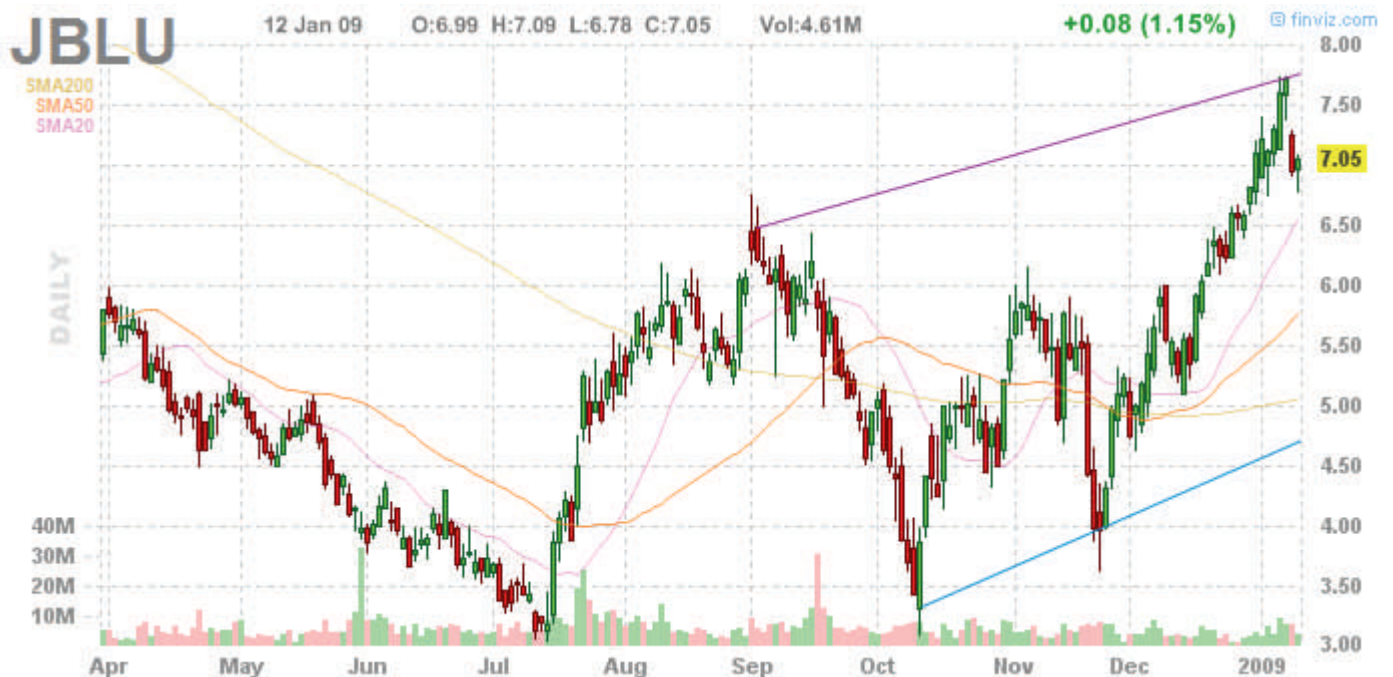 JBLU 12 Jan 09 O:6.99 H:7.09 L:6.78 C:7.05 Vol:4.61M +0.08 (1.15%) © finviz.com
SMA200
SMA50
SMA20
DAILY
8.00
7.50
7.05
6.50
6.00
5.50
5.00
4.50
4.00
3.50
3.00
40M
30M
20M
10M
Apr May Jun Jul Aug Sep Oct Nov Dec 2009